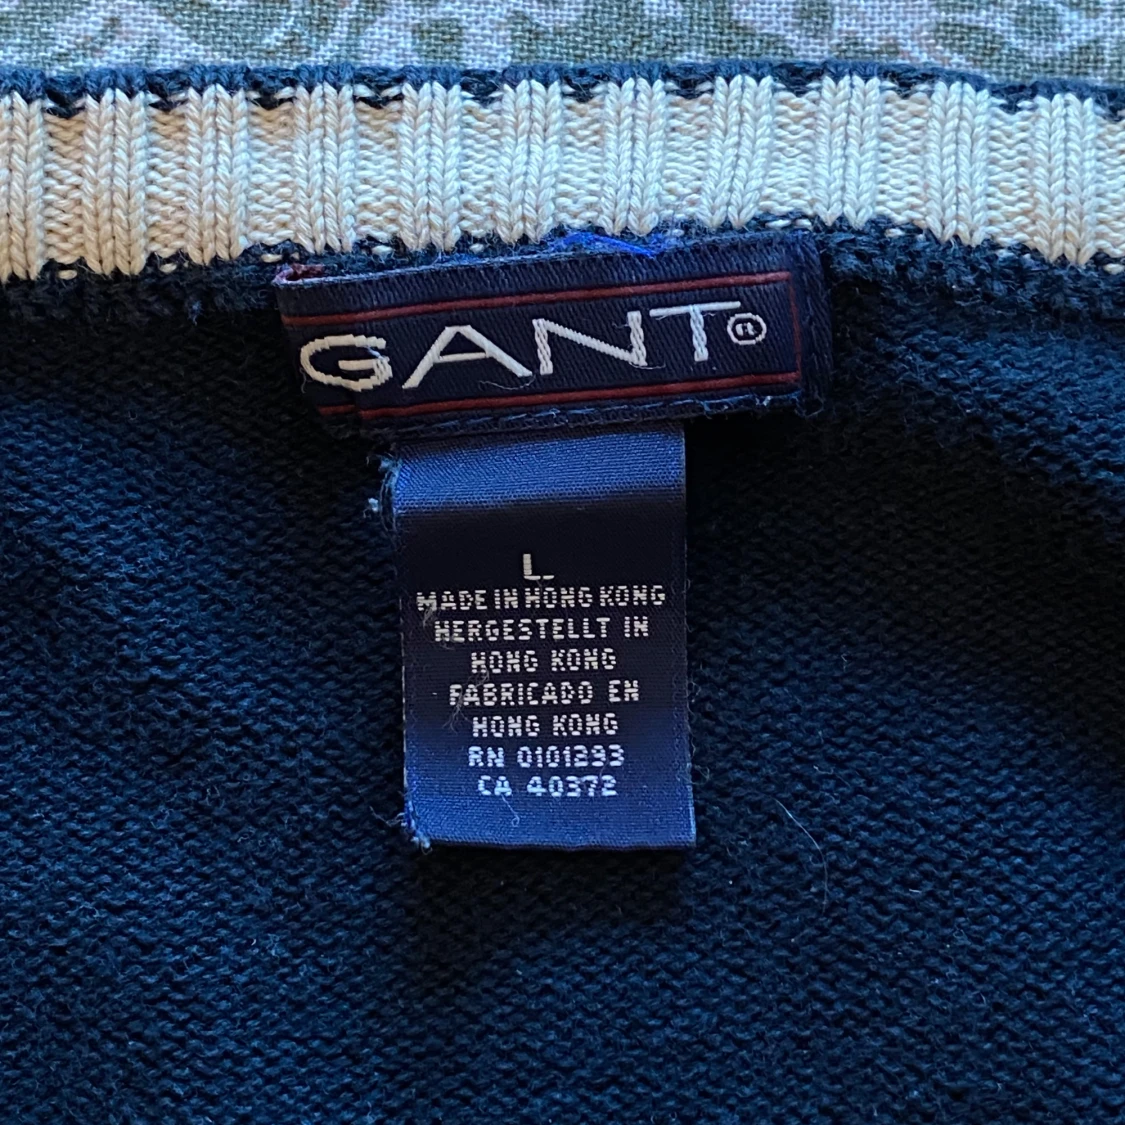 GANT®
L
MADE IN HONG KONG
HERGESTELLT IN
HONG KONG
FABRICADO EN
HONG KONG
RN 0101293
CA 40372